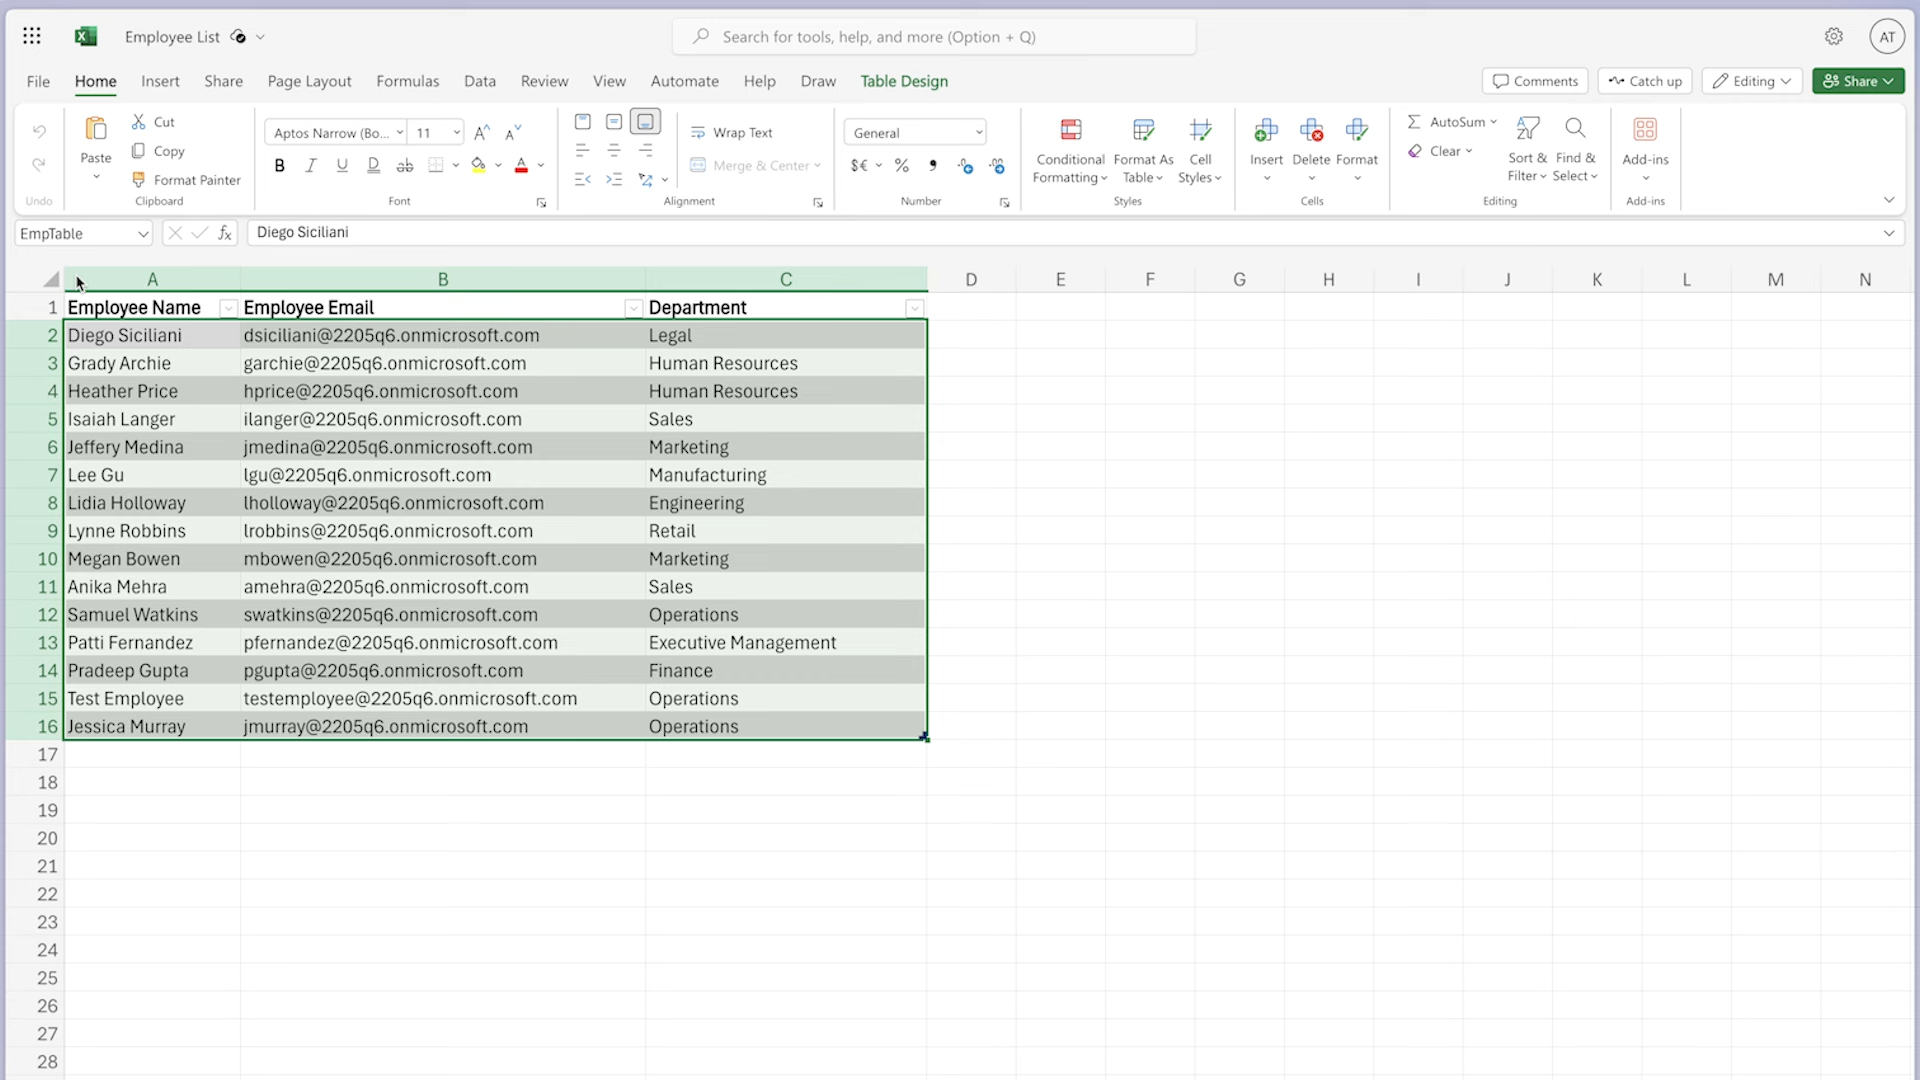 Employee List
Search for tools, help, and more (Option + Q)
AT
File Home Insert Share Page Layout Formulas Data Review View Automate Help Draw Table Design
Comments Catch up Editing Share
Undo
Paste
Cut
Copy
Format Painter
Clipboard
Aptos Narrow (Bo... 11
Font
Wrap Text
Merge & Center
Alignment
General
Number
Conditional Formatting
Format As Table
Cell Styles
Styles
Insert Delete Format
Cells
AutoSum
Clear
Sort & Filter
Find & Select
Editing
Add-ins
Add-ins
EmpTable fx Diego Siciliani
A B C D E F G H I J K L M N
1 Employee Name Employee Email Department
2 Diego Siciliani dsiciliani@2205q6.onmicrosoft.com Legal
3 Grady Archie garchie@2205q6.onmicrosoft.com Human Resources
4 Heather Price hprice@2205q6.onmicrosoft.com Human Resources
5 Isaiah Langer ilanger@2205q6.onmicrosoft.com Sales
6 Jeffery Medina jmedina@2205q6.onmicrosoft.com Marketing
7 Lee Gu lgu@2205q6.onmicrosoft.com Manufacturing
8 Lidia Holloway lholloway@2205q6.onmicrosoft.com Engineering
9 Lynne Robbins lrobbins@2205q6.onmicrosoft.com Retail
10 Megan Bowen mbowen@2205q6.onmicrosoft.com Marketing
11 Anika Mehra amehra@2205q6.onmicrosoft.com Sales
12 Samuel Watkins swatkins@2205q6.onmicrosoft.com Operations
13 Patti Fernandez pfernandez@2205q6.onmicrosoft.com Executive Management
14 Pradeep Gupta pgupta@2205q6.onmicrosoft.com Finance
15 Test Employee testemployee@2205q6.onmicrosoft.com Operations
16 Jessica Murray jmurray@2205q6.onmicrosoft.com Operations
17
18
19
20
21
22
23
24
25
26
27
28